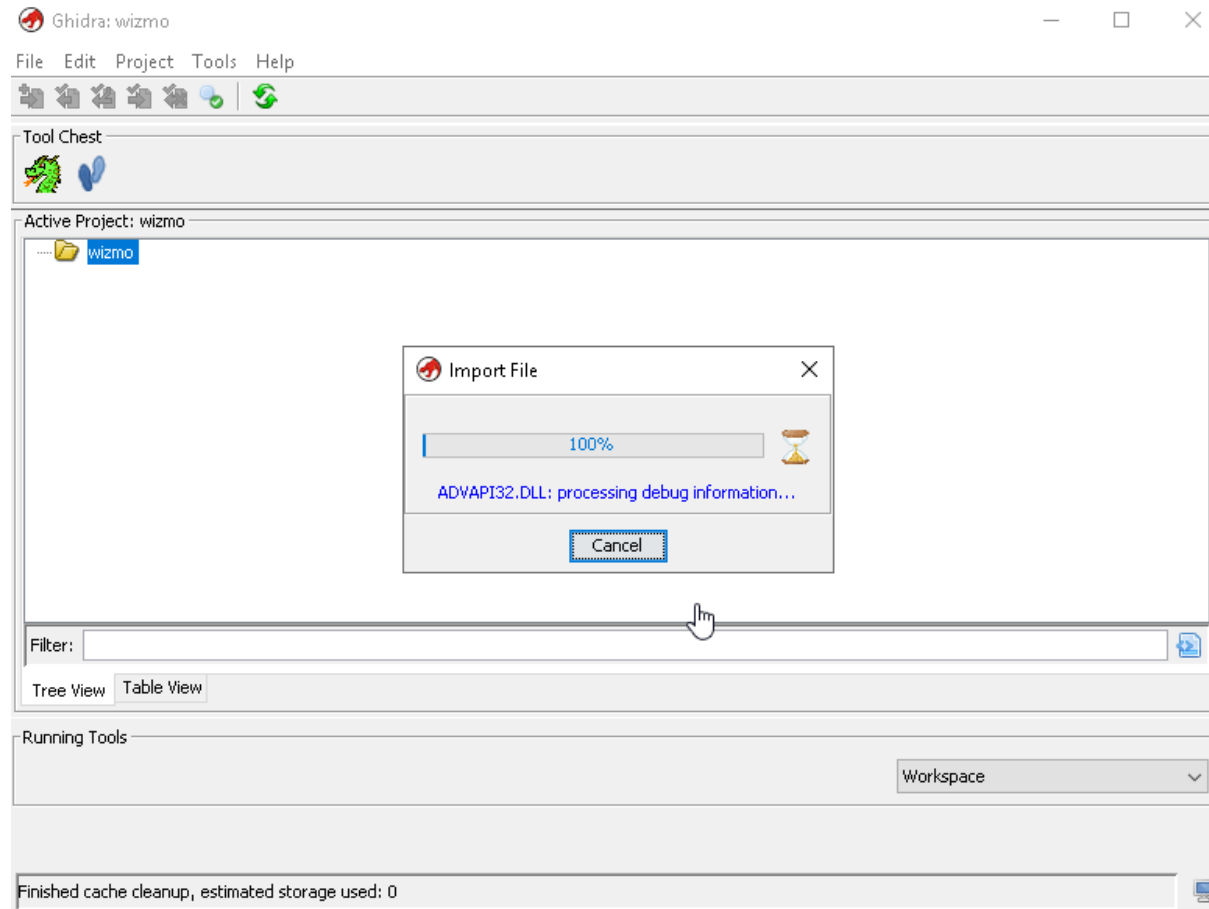 Ghidra: wizmo
File Edit Project Tools Help
Tool Chest
Active Project: wizmo
wizmo
Import File
100%
ADVAPI32.DLL: processing debug information...
Cancel
Filter:
Tree View Table View
Running Tools
Workspace
Finished cache cleanup, estimated storage used: 0